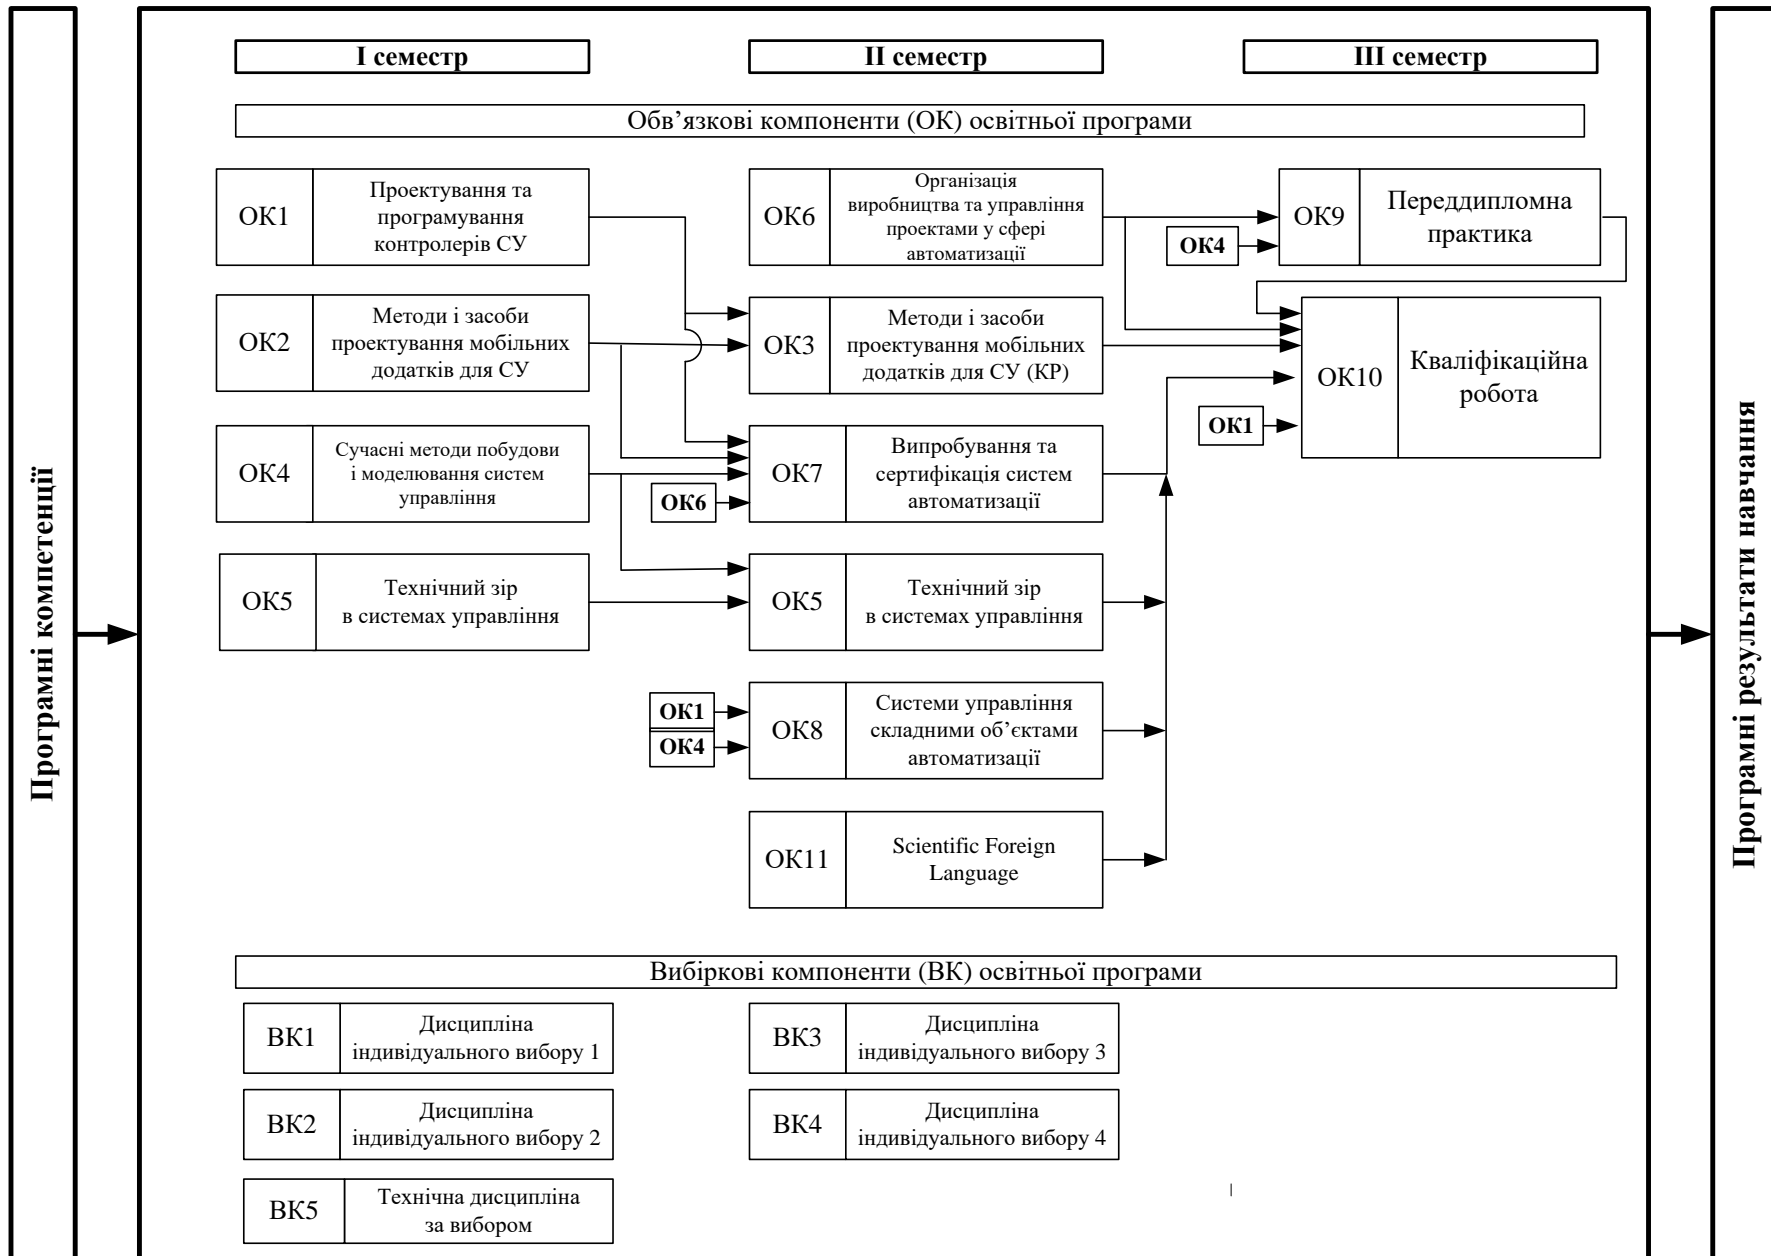 І семестр
ІІ семестр
ІІІ семестр
Обв’язкові компоненти (ОК) освітньої програми
ОК1
Проектування та
програмування
контролерів СУ
ОК6
Організація
виробництва та управління
проектами у сфері
автоматизації
ОК9
Переддипломна
практика
ОК4
ОК2
Методи і засоби
проектування мобільних
додатків для СУ
ОК3
Методи і засоби
проектування мобільних
додатків для СУ (КР)
ОК10
Кваліфікаційна
робота
ОК1
ОК4
Сучасні методи побудови
і моделювання систем
управління
ОК6
ОК7
Випробування та
сертифікація систем
автоматизації
ОК5
Технічний зір
в системах управління
ОК5
Технічний зір
в системах управління
ОК1
ОК4
ОК8
Системи управління
складними об’єктами
автоматизації
ОК11
Scientific Foreign
Language
Вибіркові компоненти (ВК) освітньої програми
ВК1
Дисципліна
індивідуального вибору 1
ВК3
Дисципліна
індивідуального вибору 3
ВК2
Дисципліна
індивідуального вибору 2
ВК4
Дисципліна
індивідуального вибору 4
ВК5
Технічна дисципліна
за вибором
Програмні компетенції
Програмні результати навчання